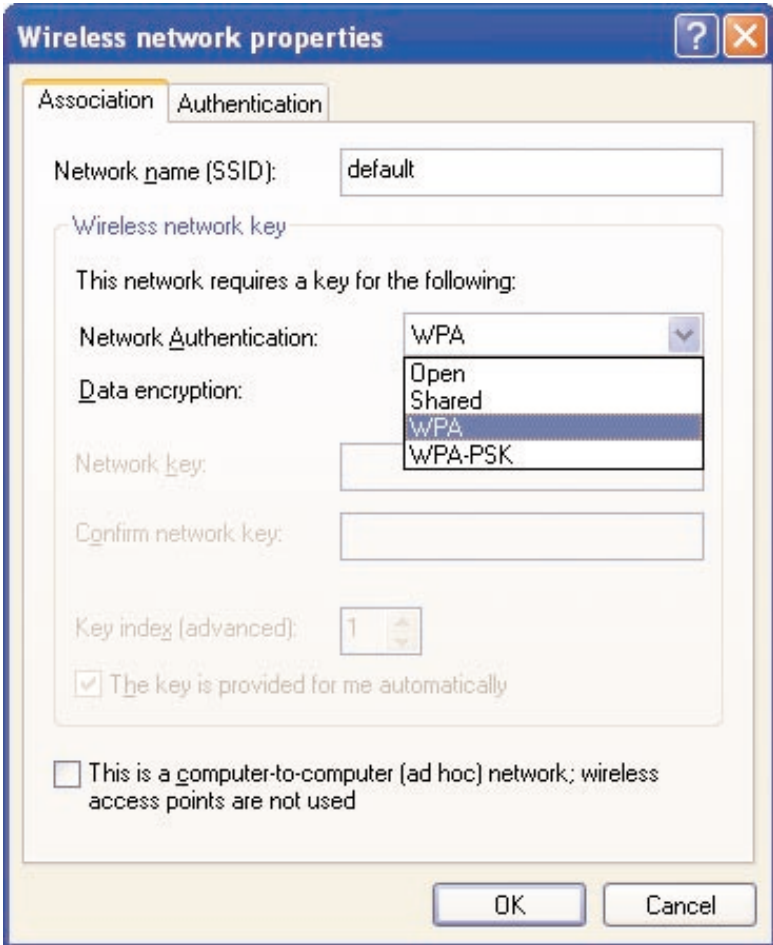 Wireless network properties
Association Authentication
Network name (SSID): default
Wireless network key
This network requires a key for the following:
Network Authentication: WPA
Open
Data encryption:
Shared
WPA
WPA-PSK
Network key:
Confirm network key:
Key index (advanced): 1
The key is provided for me automatically
This is a computer-to-computer (ad hoc) network; wireless
access points are not used
OK Cancel